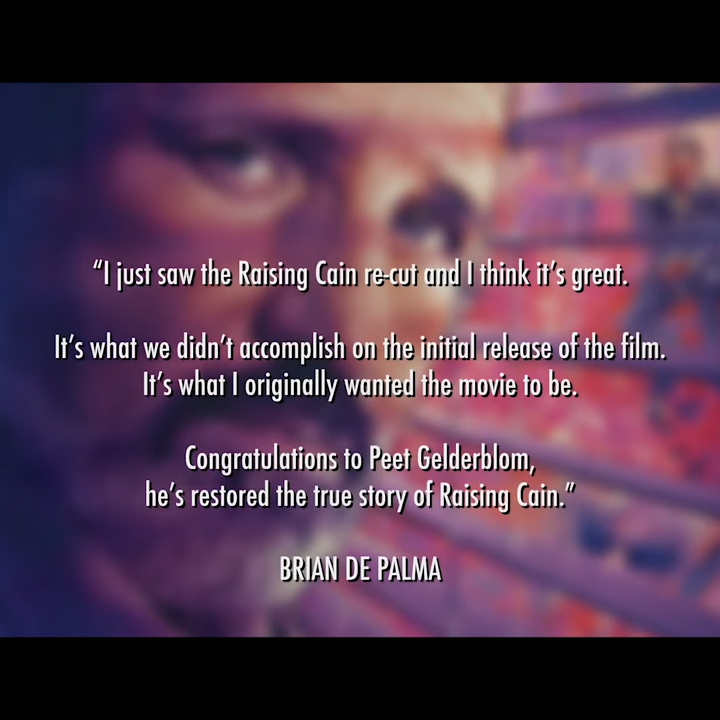 “I just saw the Raising Cain re-cut and I think it’s great.
It’s what we didn’t accomplish on the initial release of the film.
It’s what I originally wanted the movie to be.
Congratulations to Peet Gelderblom,
he’s restored the true story of Raising Cain.”
BRIAN DE PALMA